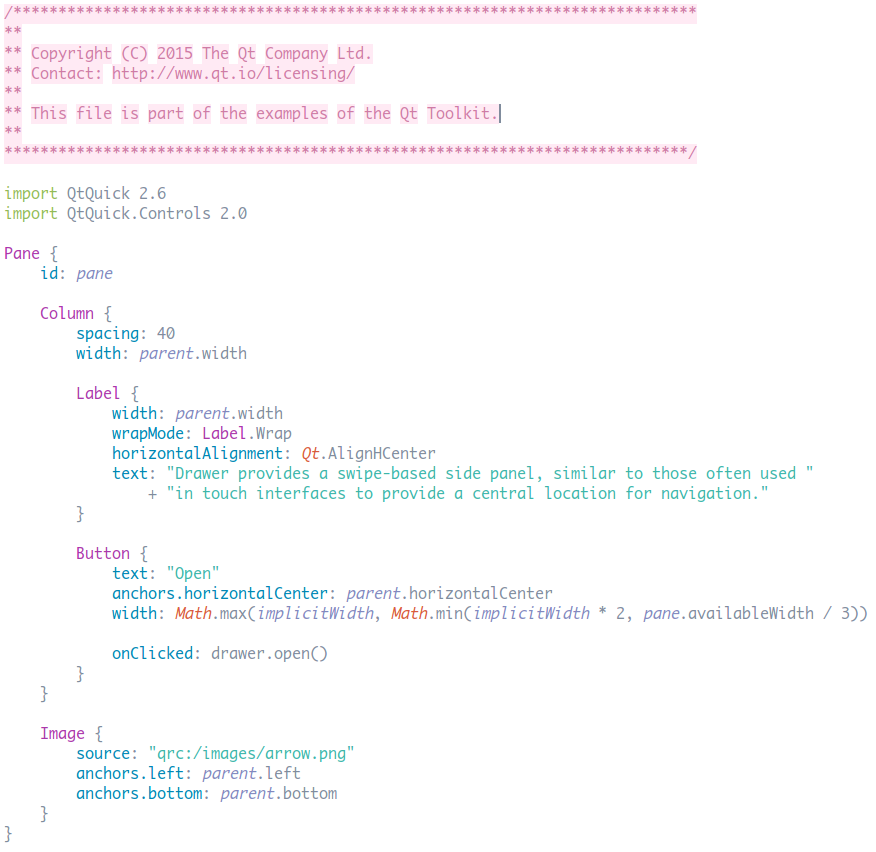 /****************************************************************************
**
** Copyright (C) 2015 The Qt Company Ltd.
** Contact: http://www.qt.io/licensing/
**
** This file is part of the examples of the Qt Toolkit.
**
****************************************************************************/

import QtQuick 2.6
import QtQuick.Controls 2.0

Pane {
    id: pane

    Column {
        spacing: 40
        width: parent.width

        Label {
            width: parent.width
            wrapMode: Label.Wrap
            horizontalAlignment: Qt.AlignHCenter
            text: "Drawer provides a swipe-based side panel, similar to those often used "
                + "in touch interfaces to provide a central location for navigation."
        }

        Button {
            text: "Open"
            anchors.horizontalCenter: parent.horizontalCenter
            width: Math.max(implicitWidth, Math.min(implicitWidth * 2, pane.availableWidth / 3))

            onClicked: drawer.open()
        }
    }

    Image {
        source: "qrc:/images/arrow.png"
        anchors.left: parent.left
        anchors.bottom: parent.bottom
    }
}